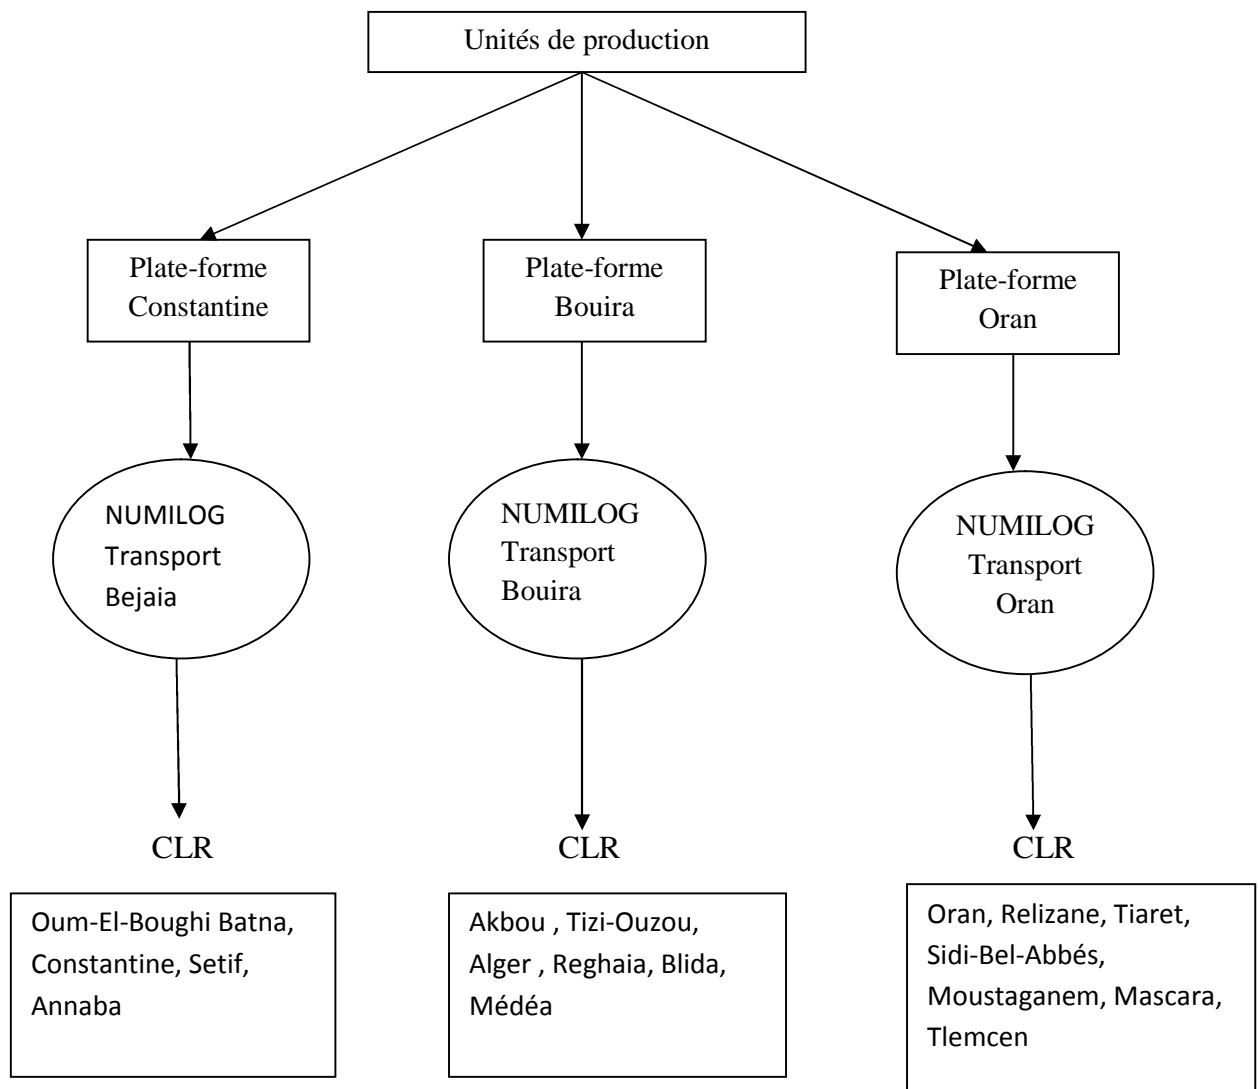 Unités de production
Plate-forme
Constantine
Plate-forme
Bouira
Plate-forme
Oran
NUMILOG
Transport
Bejaia
NUMILOG
Transport
Bouira
NUMILOG
Transport
Oran
CLR
CLR
CLR
Oum-El-Boughi Batna,
Constantine, Setif,
Annaba
Akbou , Tizi-Ouzou,
Alger , Reghaia, Blida,
Médéa
Oran, Relizane, Tiaret,
Sidi-Bel-Abbés,
Moustaganem, Mascara,
Tlemcen